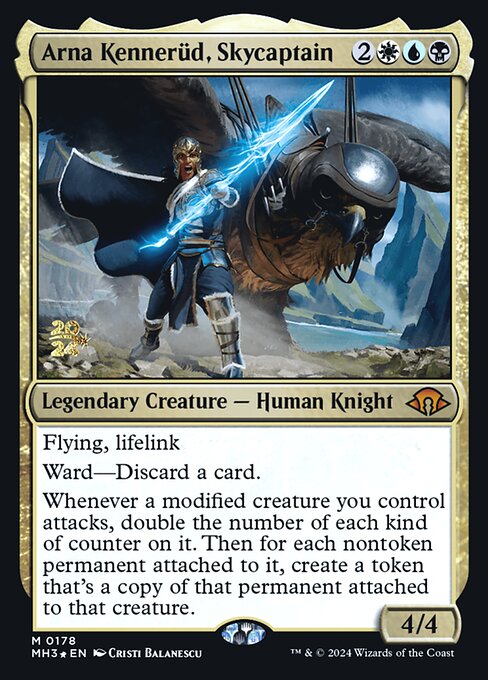 Arna Kennerüd, Skycaptain 2
2024
Legendary Creature — Human Knight
Flying, lifelink
Ward—Discard a card.
Whenever a modified creature you control
attacks, double the number of each kind
of counter on it. Then for each nontoken
permanent attached to it, create a token
that's a copy of that permanent attached
to that creature.
4/4
M 0178
MH3★EN Cristi Balanescu
™ & © 2024 Wizards of the Coast